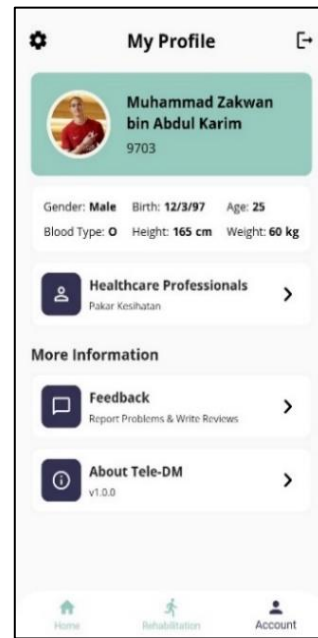 My Profile
Muhammad Zakwan
bin Abdul Karim
9703
Gender: Male Birth: 12/3/97 Age: 25
Blood Type: O Height: 165 cm Weight: 60 kg
Healthcare Professionals
Pakar Kesihatan
More Information
Feedback
Report Problems & Write Reviews
About Tele-DM
v1.0.0
Home Rehabilitation Account